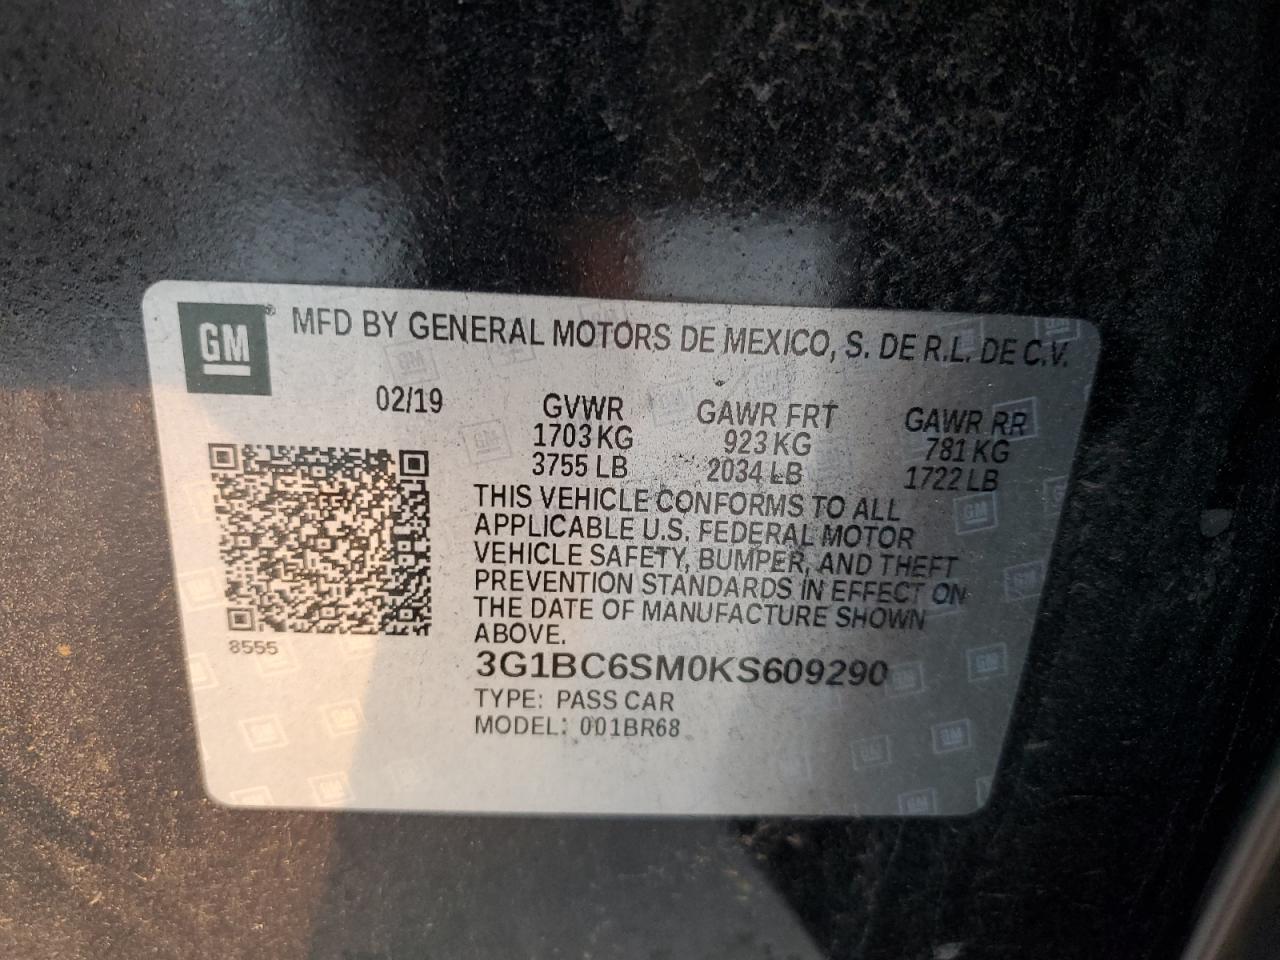 GM
MFD BY GENERAL MOTORS DE MEXICO, S. DE R.L. DE C.V.
02/19
GVWR GAWR FRT GAWR RR
1703 KG 923 KG 781 KG
3755 LB 2034 LB 1722 LB
THIS VEHICLE CONFORMS TO ALL
APPLICABLE U.S. FEDERAL MOTOR
VEHICLE SAFETY, BUMPER, AND THEFT
PREVENTION STANDARDS IN EFFECT ON
THE DATE OF MANUFACTURE SHOWN
ABOVE.
8555
3G1BC6SM0KS609290
TYPE: PASS CAR
MODEL: 001BR68